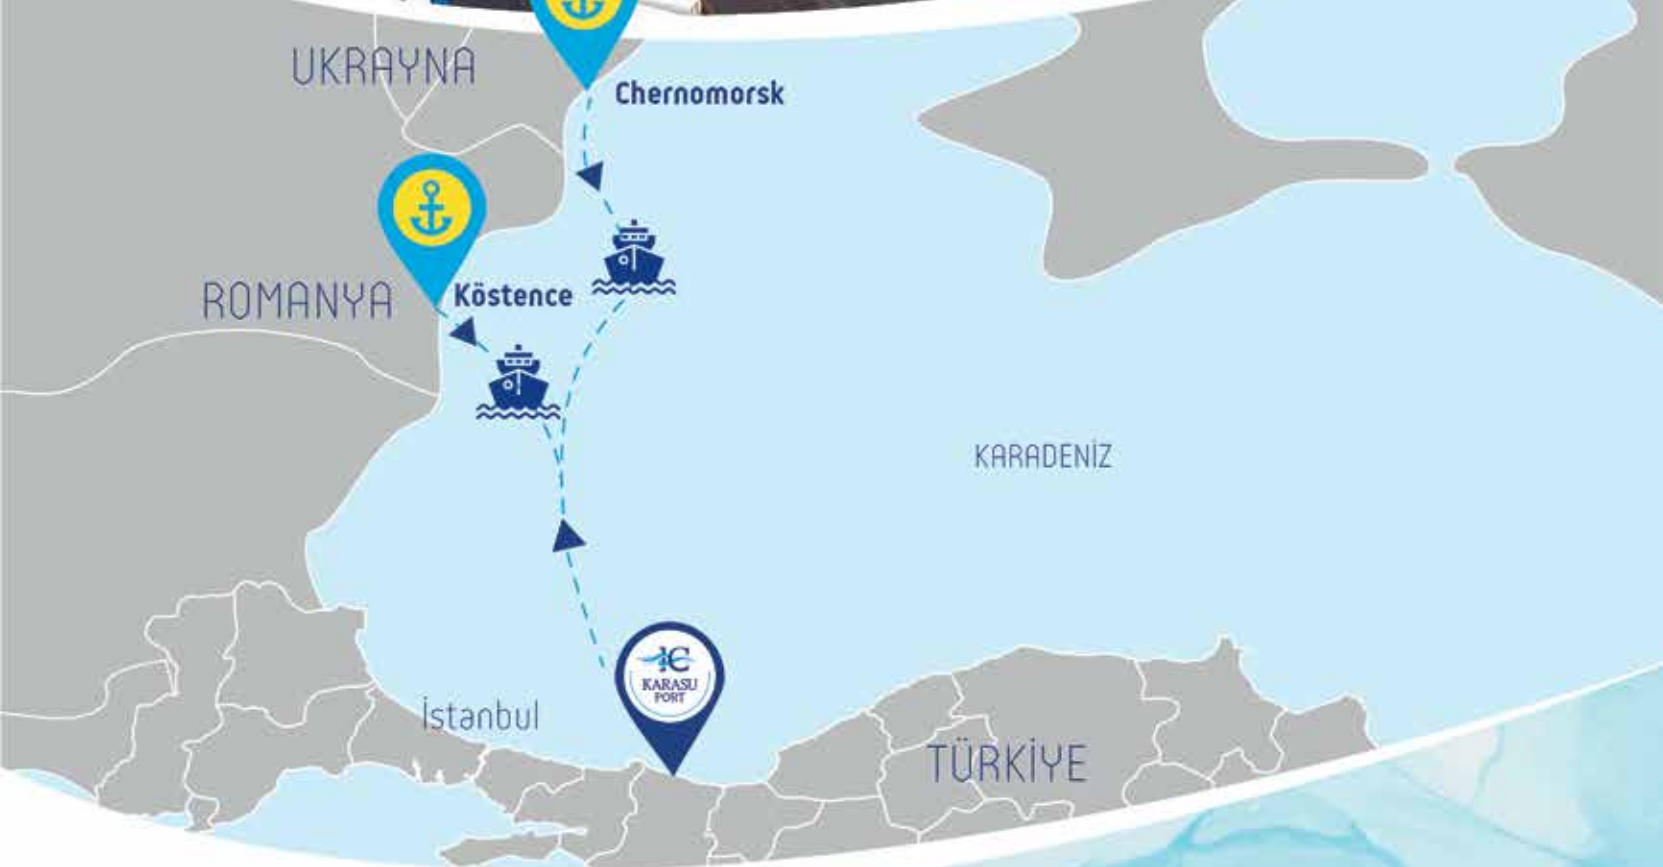 UKRAYNA
Chernomorsk
ROMANYA
Köstence
KARADENİZ
İC
KARASU
PORT
İstanbul
TÜRKİYE